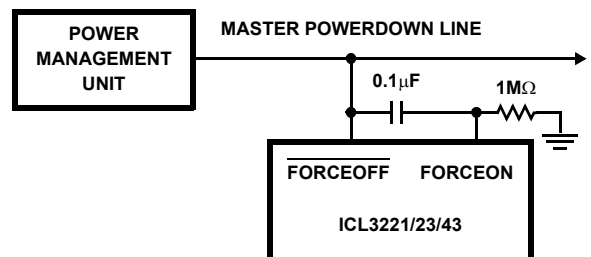 POWER
MANAGEMENT
UNIT
MASTER POWERDOWN LINE
0.1μF
1MΩ
FORCEOFF FORCEON
ICL3221/23/43